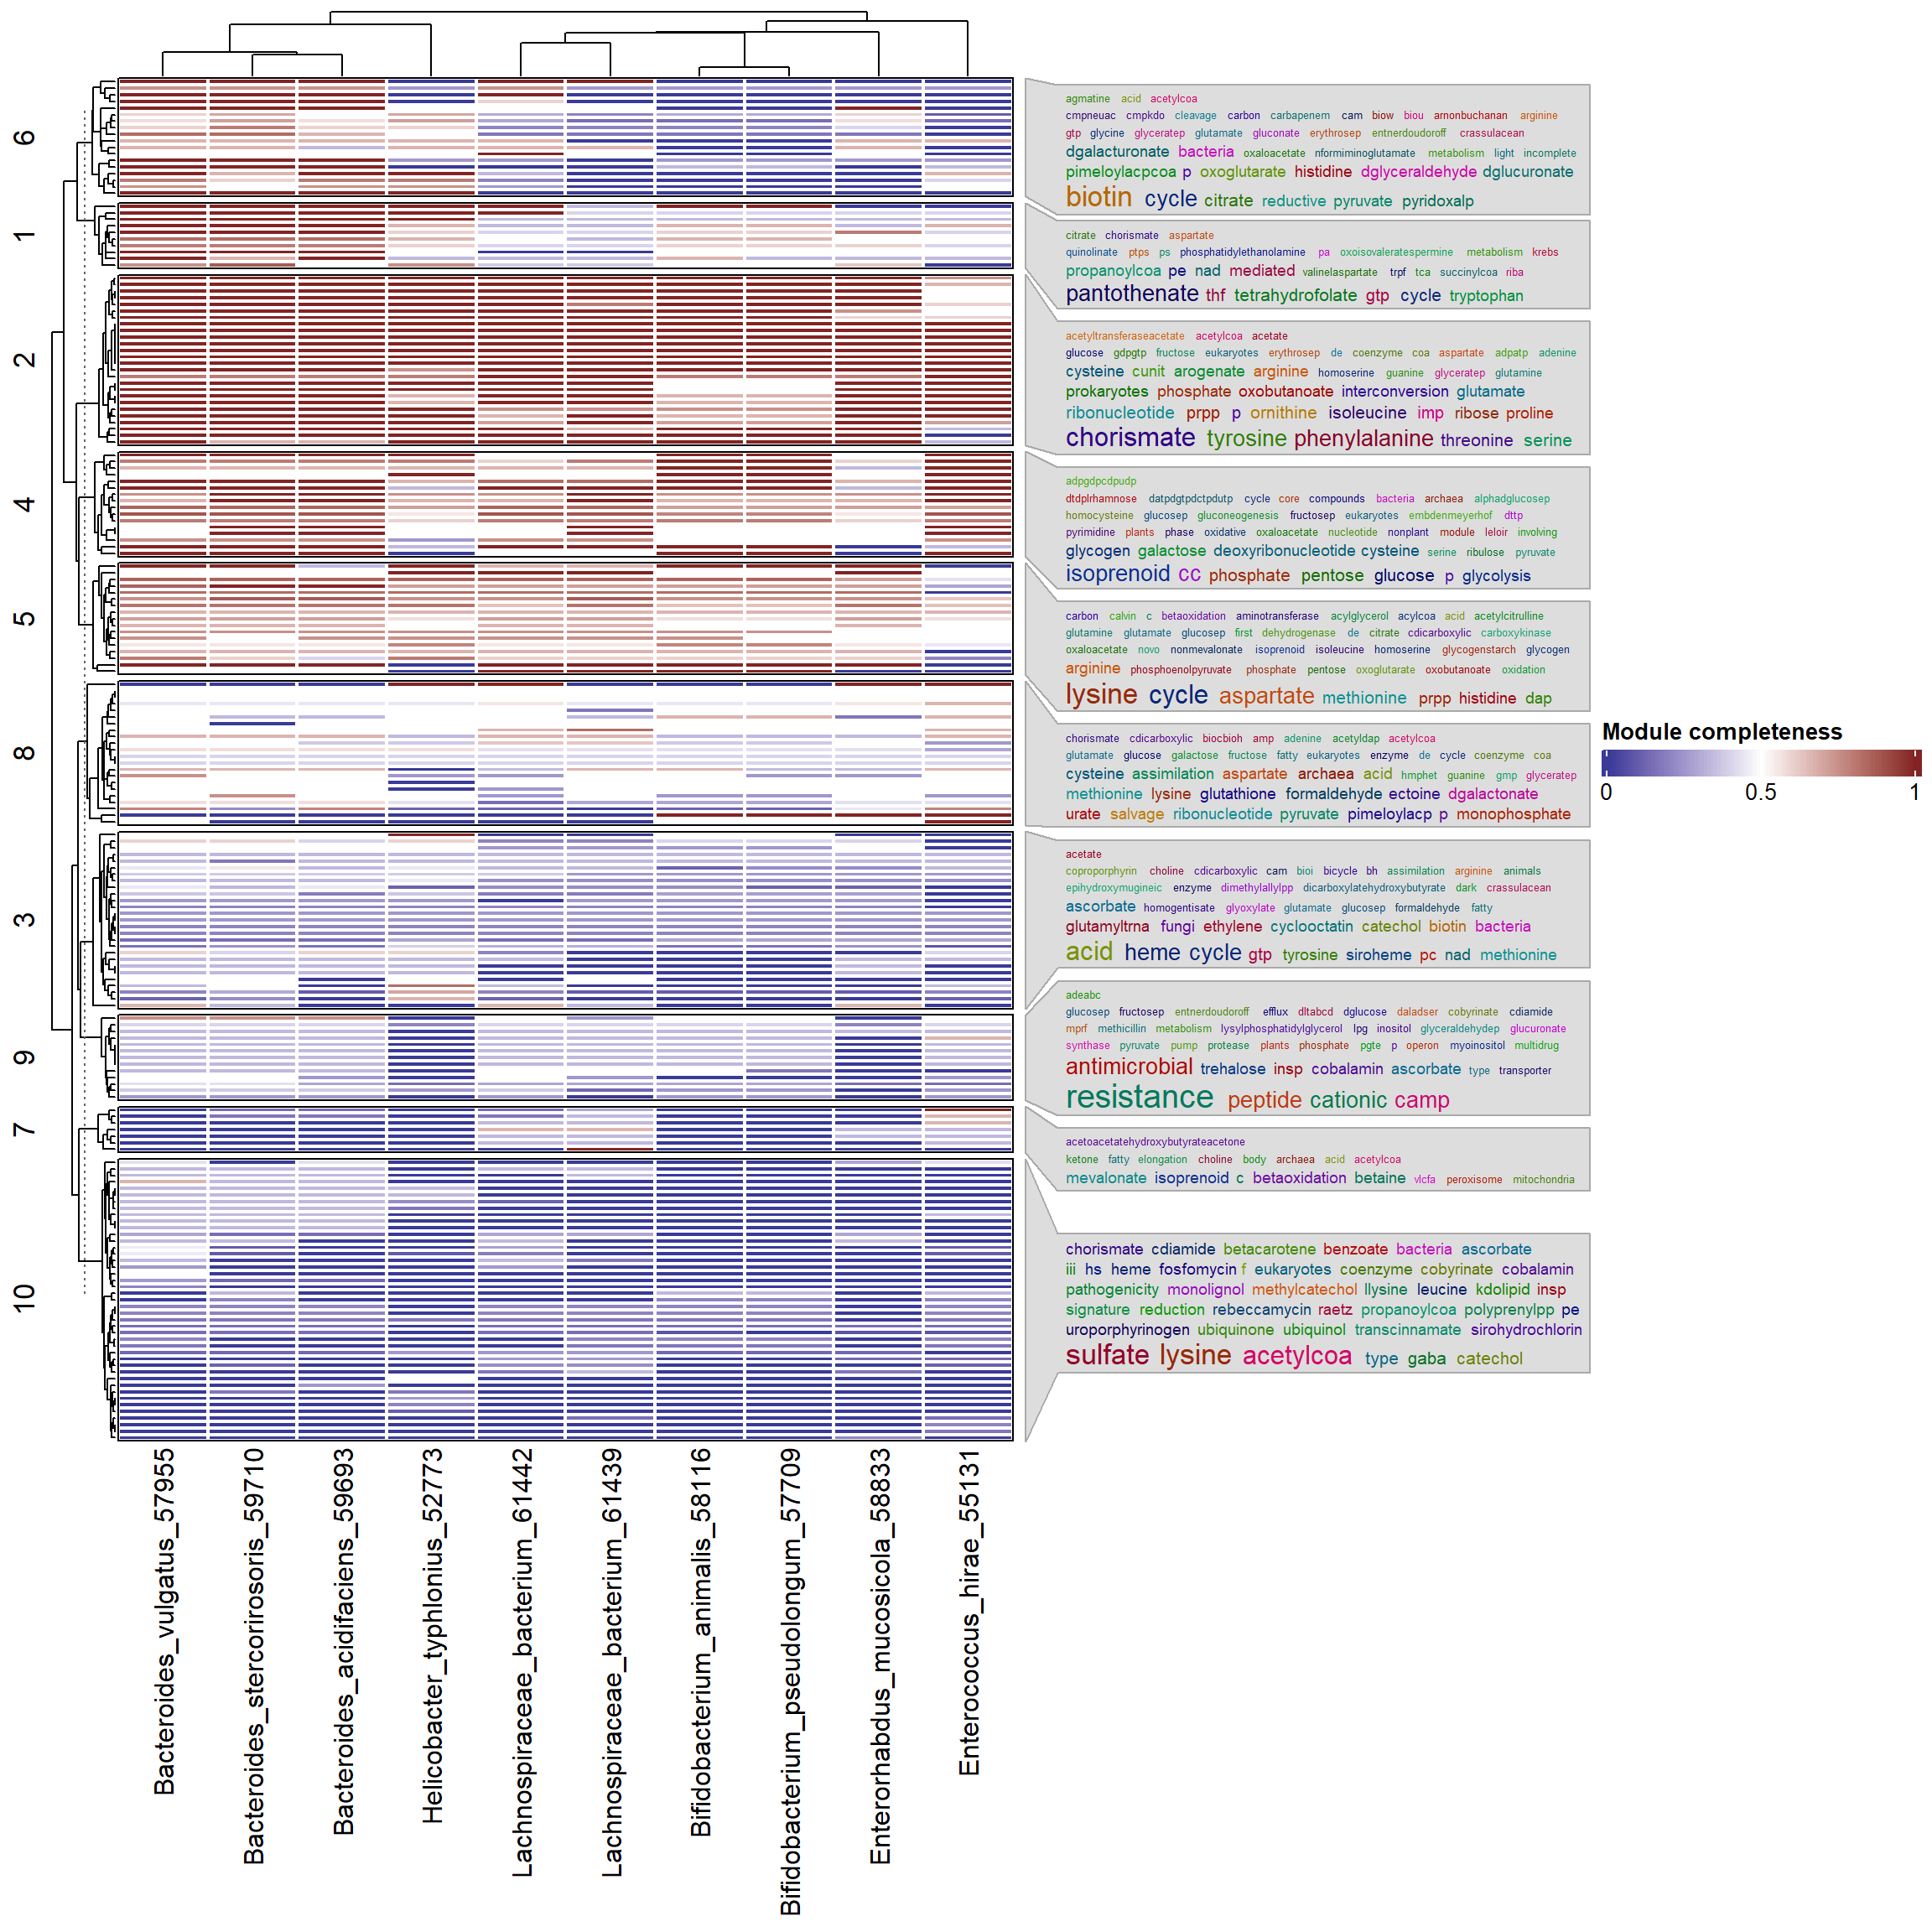 6
agmatine acid acetylcoa
cmpneuac cmpkdo cleavage carbon carbapenem cam biow biou arnonbuchanan arginine
gtp glycine glyceratep glutamate gluconate erythrosep entnerdoudoroff crassulacean
dgalacturonate bacteria oxaloacetate nformiminoglutamate metabolism light incomplete
pimeloylacpcoa p oxoglutarate histidine dglyceraldehyde dglucuronate
biotin cycle citrate reductive pyruvate pyridoxalp
1
citrate chorismate aspartate
quinolinate ptps ps phosphatidylethanolamine pa oxoisovaleratespermine metabolism krebs
propanoylcoa pe nad mediated valinelaspartate trpf tca succinylcoa riba
pantothenate thf tetrahydrofolate gtp cycle tryptophan
2
acetyltransferaseacetate acetylcoa acetate
glucose gdpgtp fructose eukaryotes erythrosep de coenzyme coa aspartate adpatp adenine
cysteine cunit arogenate arginine homoserine guanine glyceratep glutamine
prokaryotes phosphate oxobutanoate interconversion glutamate
ribonucleotide prpp p ornithine isoleucine imp ribose proline
chorismate tyrosine phenylalanine threonine serine
4
adpgdpcdpudp
dtdplrhamnose datpdgtpdctpdutp cycle core compounds bacteria archaea alphadglucosep
homocysteine glucosep gluconeogenesis fructosep eukaryotes embdenmeyerhof dttp
pyrimidine plants phase oxidative oxaloacetate nucleotide nonplant module leloir involving
glycogen galactose deoxyribonucleotide cysteine serine ribulose pyruvate
isoprenoid cc phosphate pentose glucose p glycolysis
5
carbon calvin c betaoxidation aminotransferase acylglycerol acylcoa acid acetylcitrulline
glutamine glutamate glucosep first dehydrogenase de citrate cdicarboxylic carboxykinase
oxaloacetate novo nonmevalonate isoprenoid isoleucine homoserine glycogenstarch glycogen
arginine phosphoenolpyruvate phosphate pentose oxoglutarate oxobutanoate oxidation
lysine cycle aspartate methionine prpp histidine dap
8
chorismate cdicarboxylic biocbioh amp adenine acetyldap acetylcoa
glutamate glucose galactose fructose fatty eukaryotes enzyme de cycle coenzyme coa
cysteine assimilation aspartate archaea acid hmphet guanine gmp glyceratep
methionine lysine glutathione formaldehyde ectoine dgalactonate
urate salvage ribonucleotide pyruvate pimeloylacp p monophosphate
Module completeness
0 0.5 1
3
acetate
coproporphyrin choline cdicarboxylic cam bioi bicycle bh assimilation arginine animals
epihydroxymugineic enzyme dimethylallylpp dicarboxylatehydroxybutyrate dark crassulacean
ascorbate homogentisate glyoxylate glutamate glucosep formaldehyde fatty
glutamyltrna fungi ethylene cyclooctatin catechol biotin bacteria
acid heme cycle gtp tyrosine siroheme pc nad methionine
9
adeabc
glucosep fructosep entnerdoudoroff efflux dltabcd dglucose daladser cobyrinate cdiamide
mprf methicillin metabolism lysylphosphatidylglycerol lpg inositol glyceraldehydep glucuronate
synthase pyruvate pump protease plants phosphate pgte p operon myoinositol multidrug
antimicrobial trehalose insp cobalamin ascorbate type transporter
resistance peptide cationic camp
7
acetoacetatehydroxybutyrateacetone
ketone fatty elongation choline body archaea acid acetylcoa
mevalonate isoprenoid c betaoxidation betaine vlcfa peroxisome mitochondria
10
chorismate cdiamide betacarotene benzoate bacteria ascorbate
iii hs heme fosfomycin f eukaryotes coenzyme cobyrinate cobalamin
pathogenicity monolignol methylcatechol llysine leucine kdolipid insp
signature reduction rebeccamycin raetz propanoylcoa polyprenylpp pe
uroporphyrinogen ubiquinone ubiquinol transcinnamate sirohydrochlorin
sulfate lysine acetylcoa type gaba catechol
Bacteroides_vulgatus_57955
Bacteroides_stercorirosoris_59710
Bacteroides_acidifaciens_59693
Helicobacter_typhlonius_52773
Lachnospiraceae_bacterium_61442
Lachnospiraceae_bacterium_61439
Bifidobacterium_animalis_58116
Bifidobacterium_pseudolongum_57709
Enterorhabdus_mucosicola_58833
Enterococcus_hirae_55131